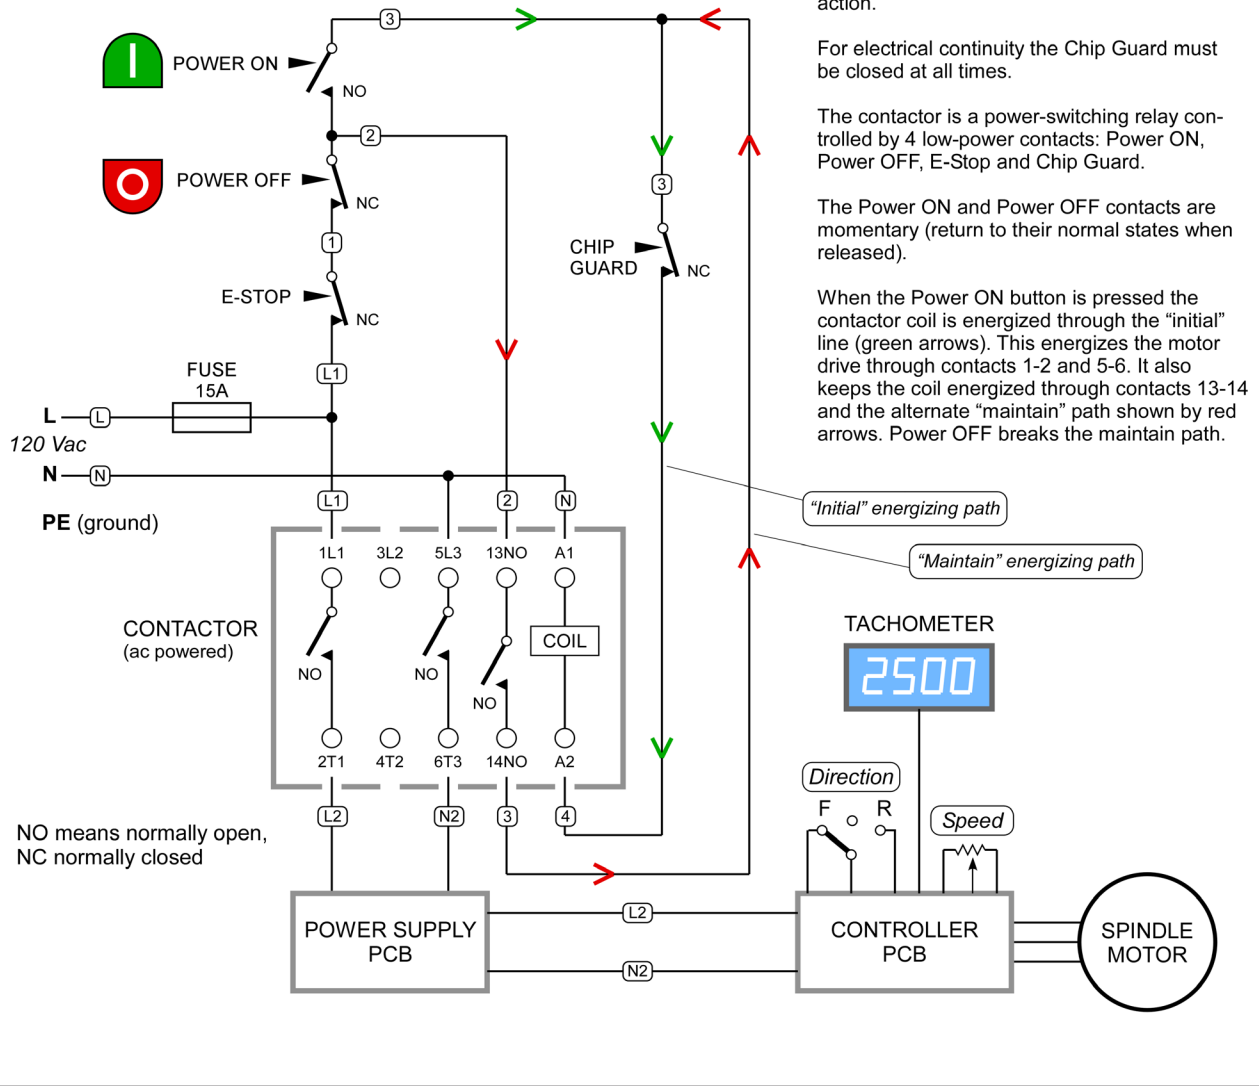 action.
For electrical continuity the Chip Guard must
be closed at all times.
The contactor is a power-switching relay con-
trolled by 4 low-power contacts: Power ON,
Power OFF, E-Stop and Chip Guard.
The Power ON and Power OFF contacts are
momentary (return to their normal states when
released).
When the Power ON button is pressed the
contactor coil is energized through the “initial”
line (green arrows). This energizes the motor
drive through contacts 1-2 and 5-6. It also
keeps the coil energized through contacts 13-14
and the alternate “maintain” path shown by red
arrows. Power OFF breaks the maintain path.
3
POWER ON
NO
2
POWER OFF
NC
1
E-STOP
NC
3
CHIP
GUARD
NC
L1
FUSE
15A
L
L
120 Vac
N
N
PE (ground)
L1
2
N
“Initial” energizing path
“Maintain” energizing path
1L1
3L2
5L3
13NO
A1
CONTACTOR
(ac powered)
NO
NO
NO
COIL
2T1
4T2
6T3
14NO
A2
L2
N2
3
4
NO means normally open,
NC normally closed
TACHOMETER
2500
Direction
F
R
Speed
POWER SUPPLY
PCB
L2
N2
CONTROLLER
PCB
SPINDLE
MOTOR